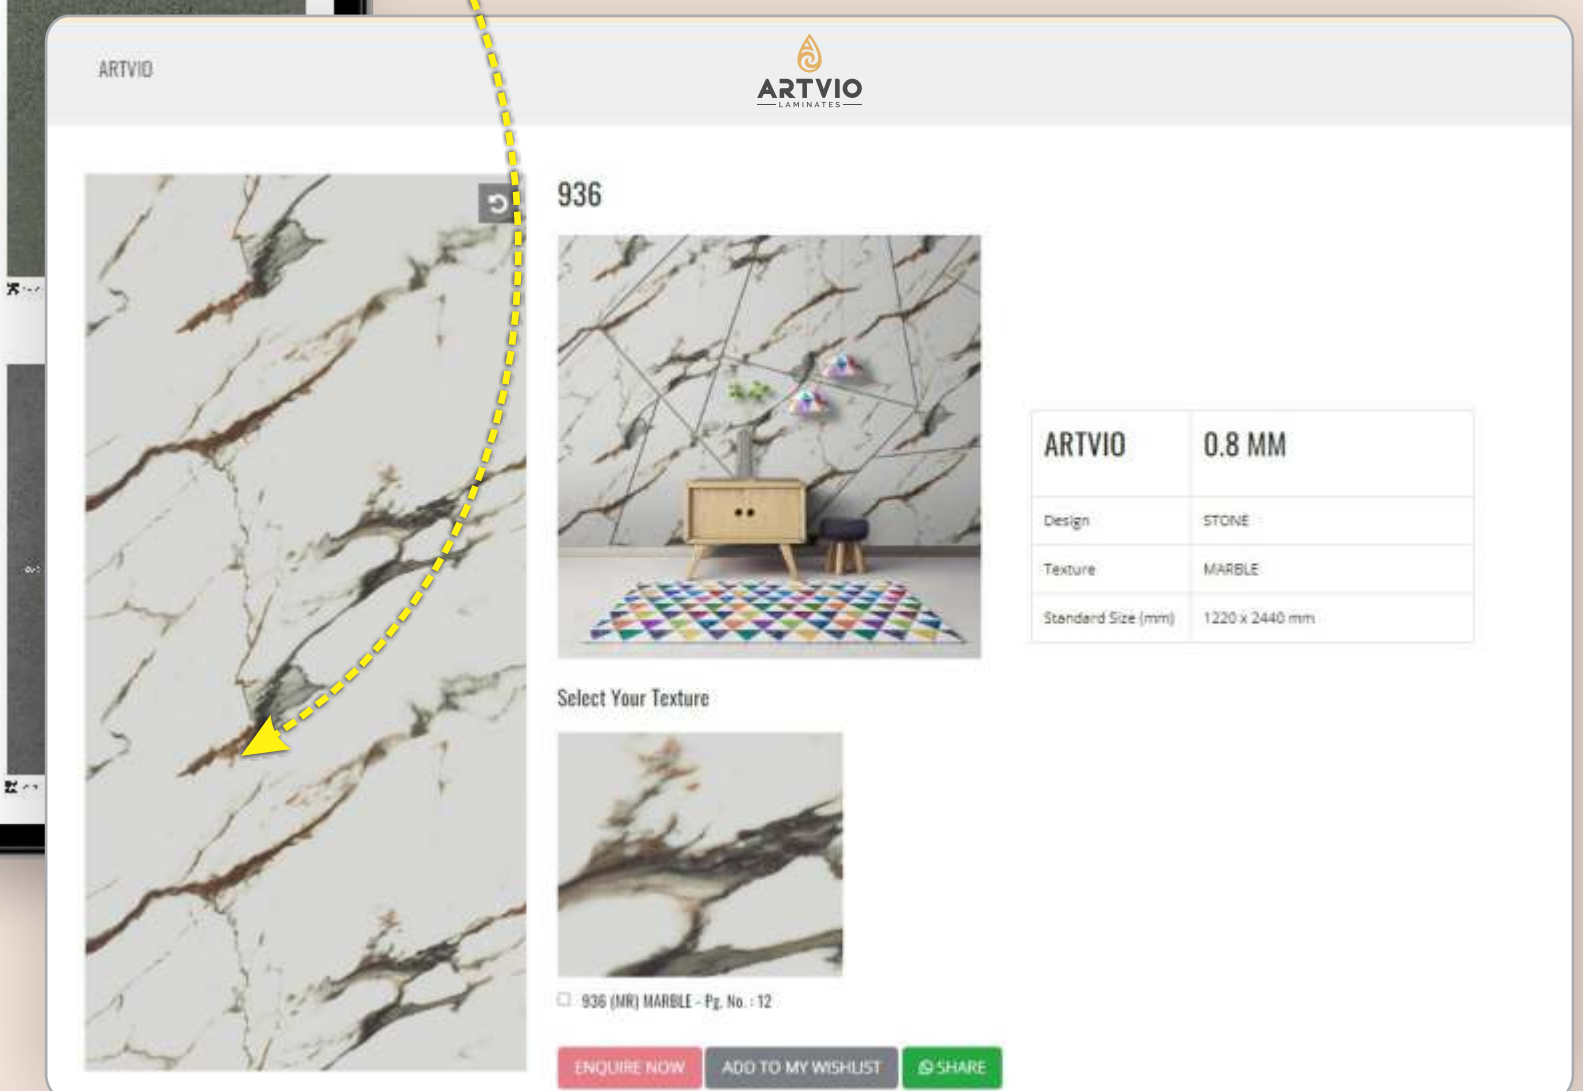 ARTVIO
ARTVIO
LAMINATES
936
ARTVIO 0.8 MM
Design STONE
Texture MARBLE
Standard Size (mm) 1220 x 2440 mm
Select Your Texture
936 (MR) MARBLE - Pg. No. : 12
ENQUIRE NOW ADD TO MY WISHLIST SHARE